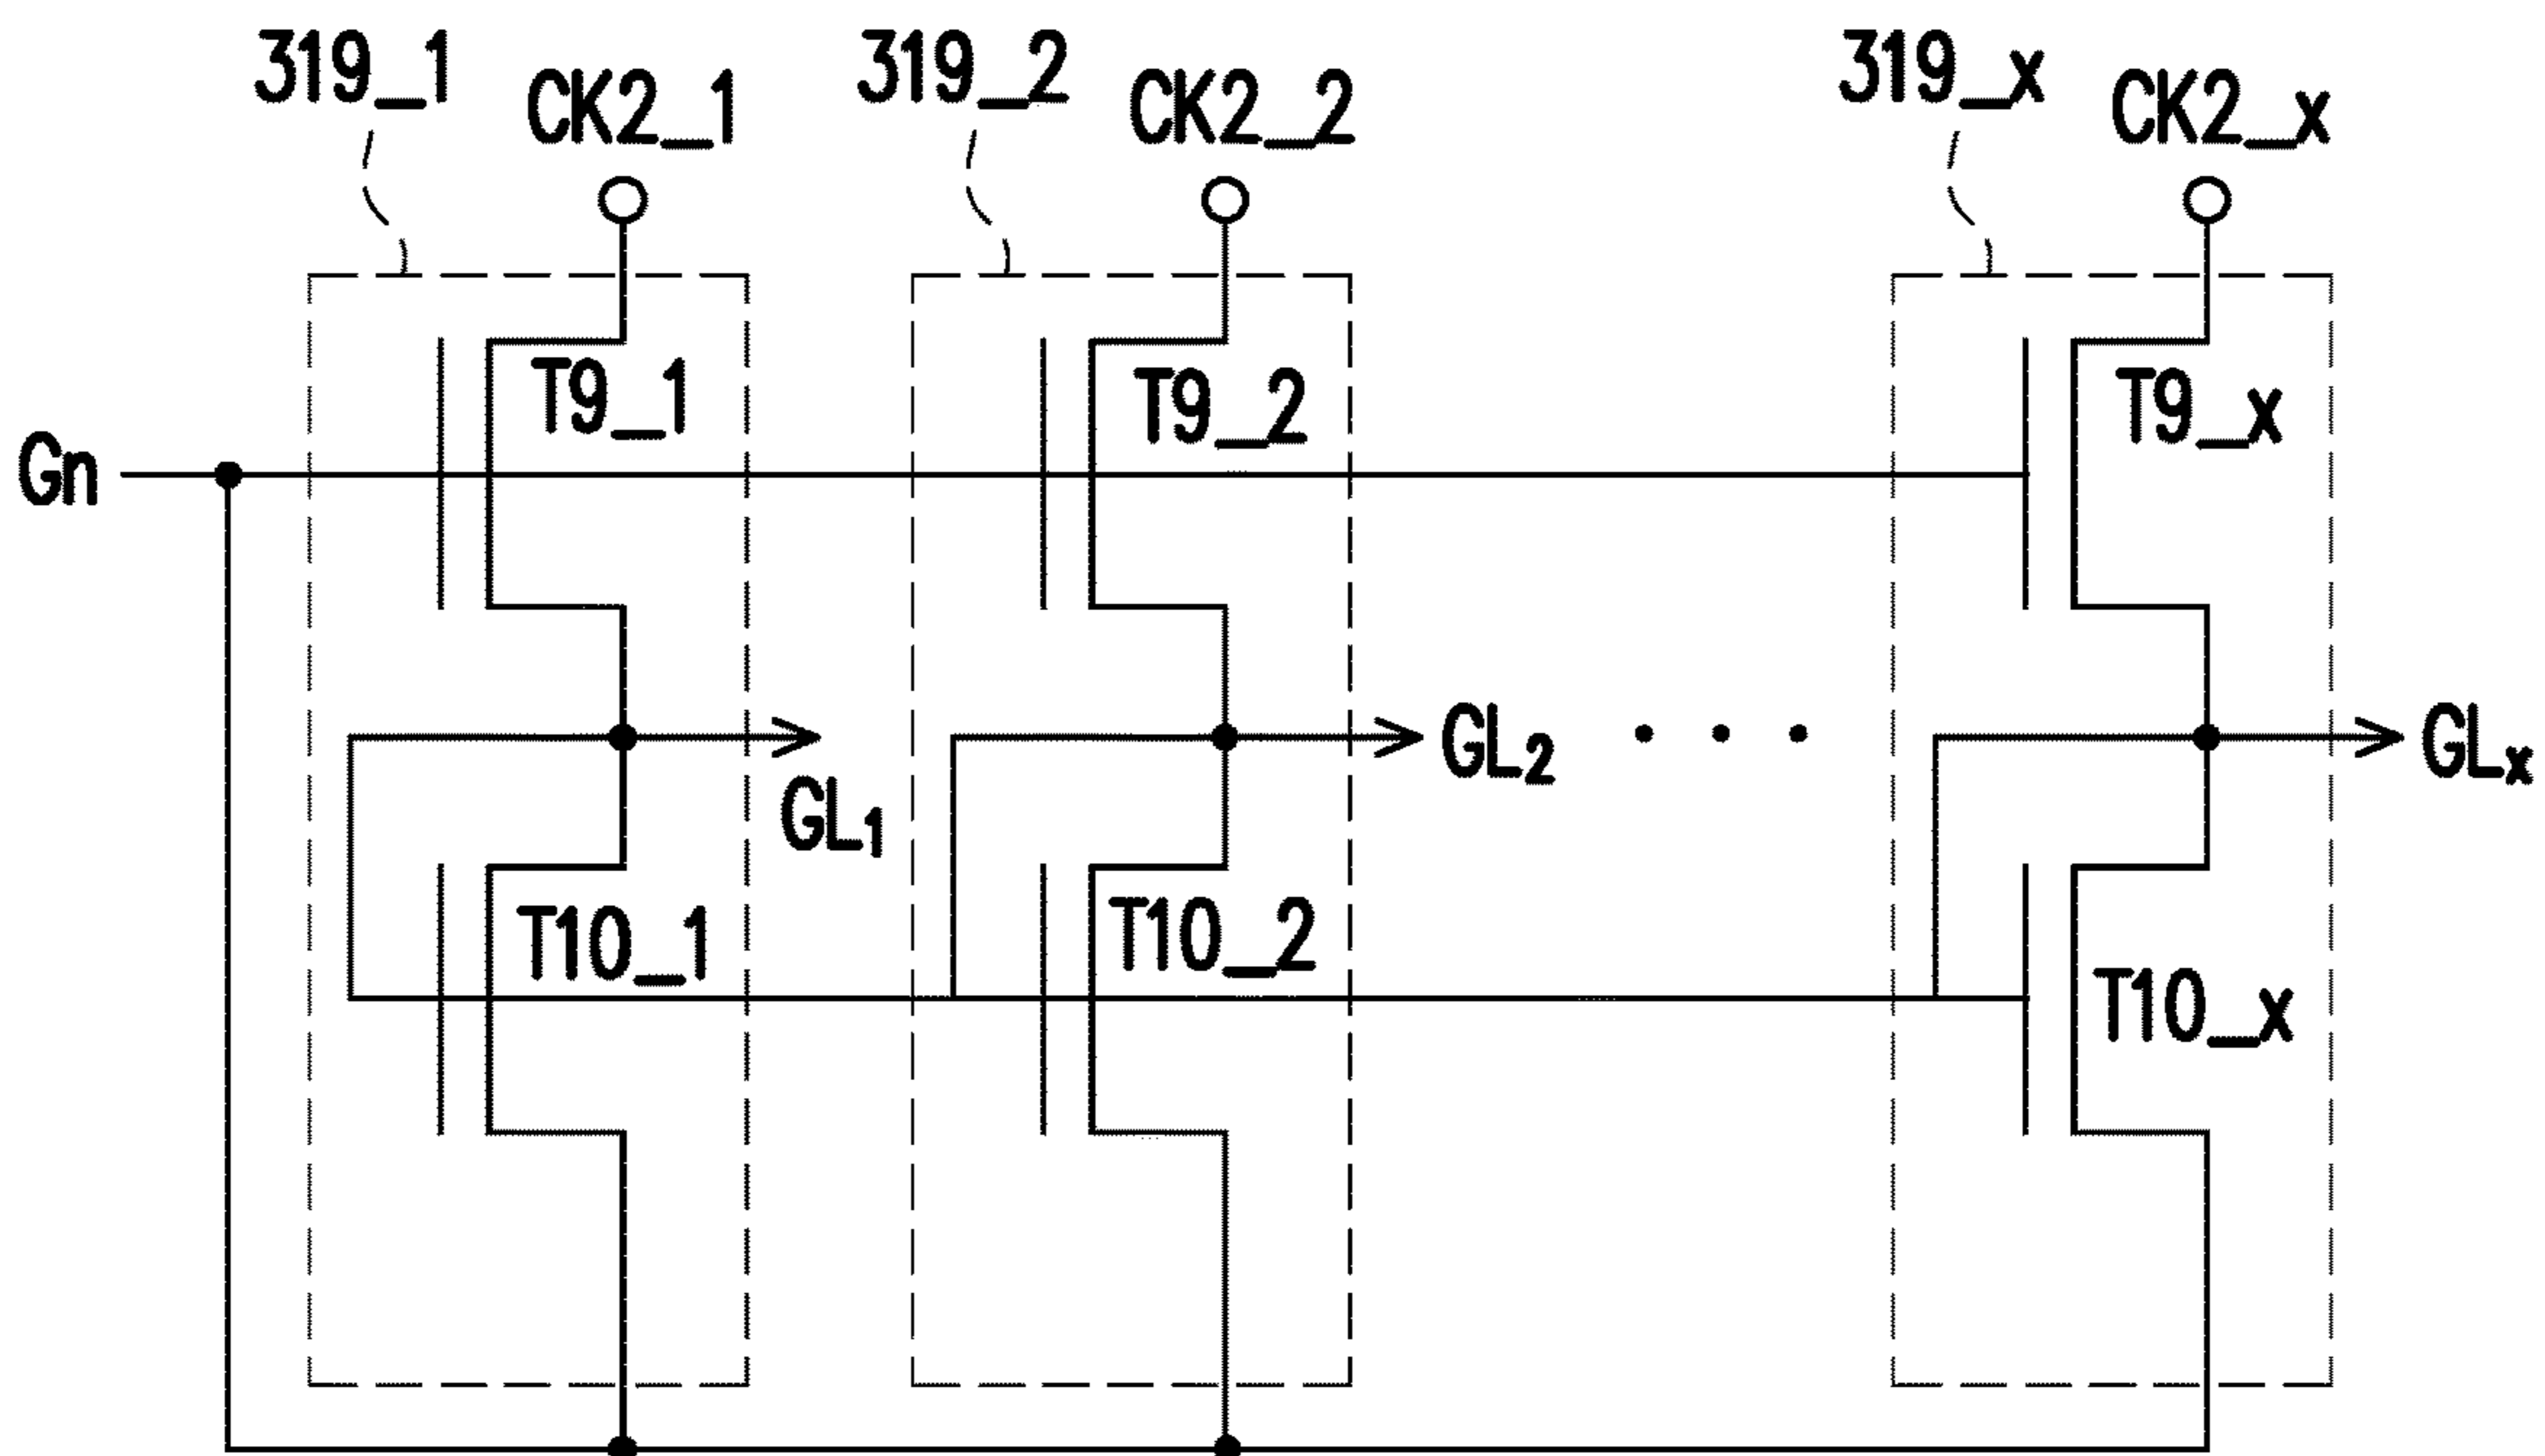 319_1
CK2_1
319_2
CK2_2
319_x
CK2_x
T9_1
T9_2
T9_x
Gn
GL1
GL2
GLx
T10_1
T10_2
T10_x